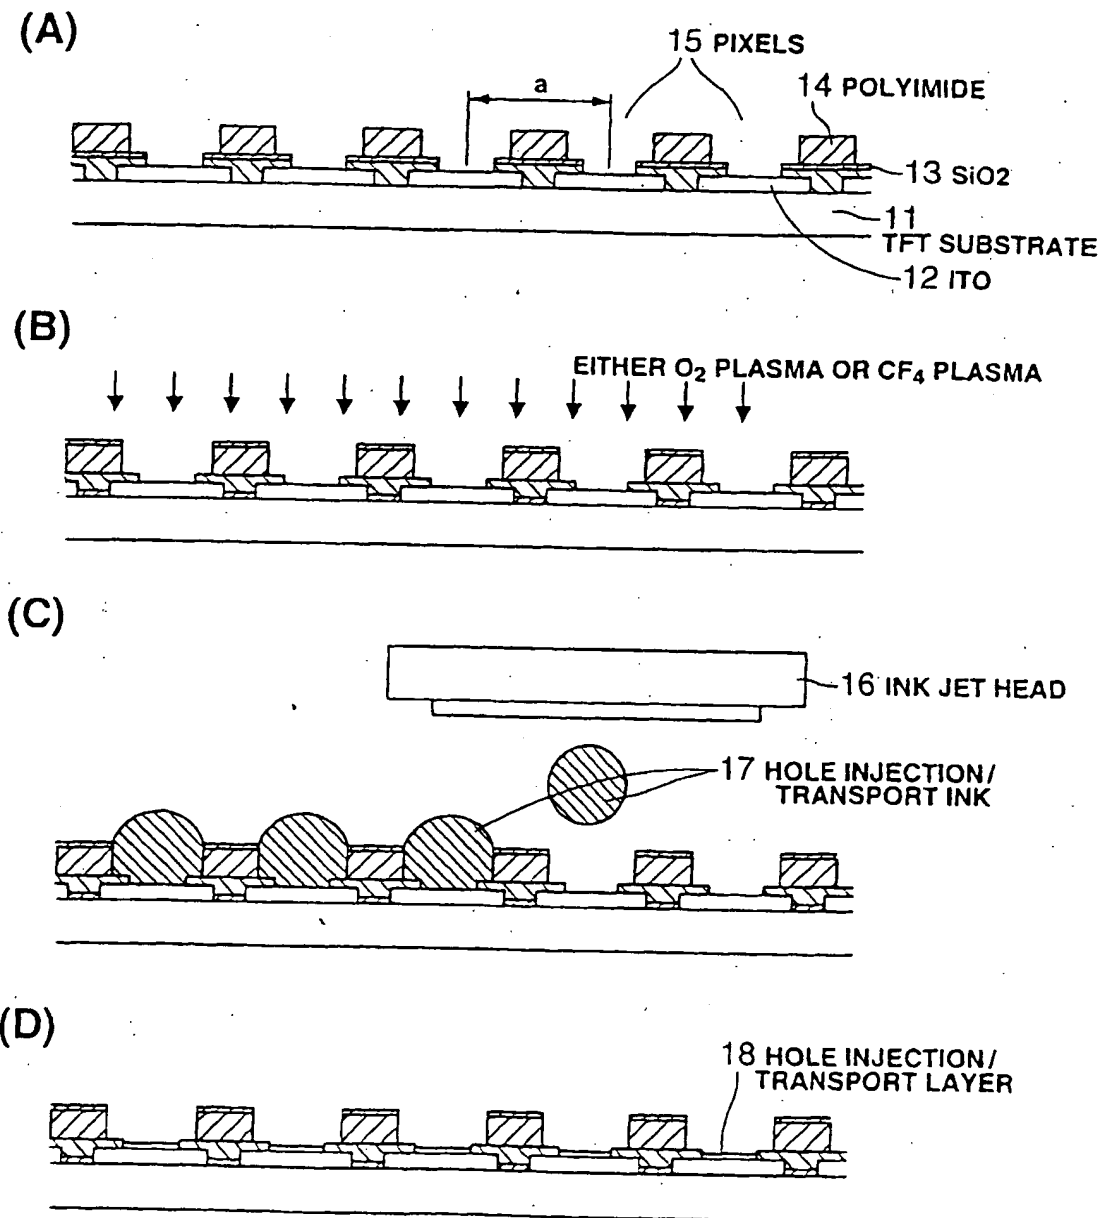 (A)
15 PIXELS
a
14 POLYIMIDE
13 SiO2
11
TFT SUBSTRATE
12 ITO
(B)
EITHER O₂ PLASMA OR CF₄ PLASMA
(C)
16 INK JET HEAD
17 HOLE INJECTION/
TRANSPORT INK
(D)
18 HOLE INJECTION/
TRANSPORT LAYER